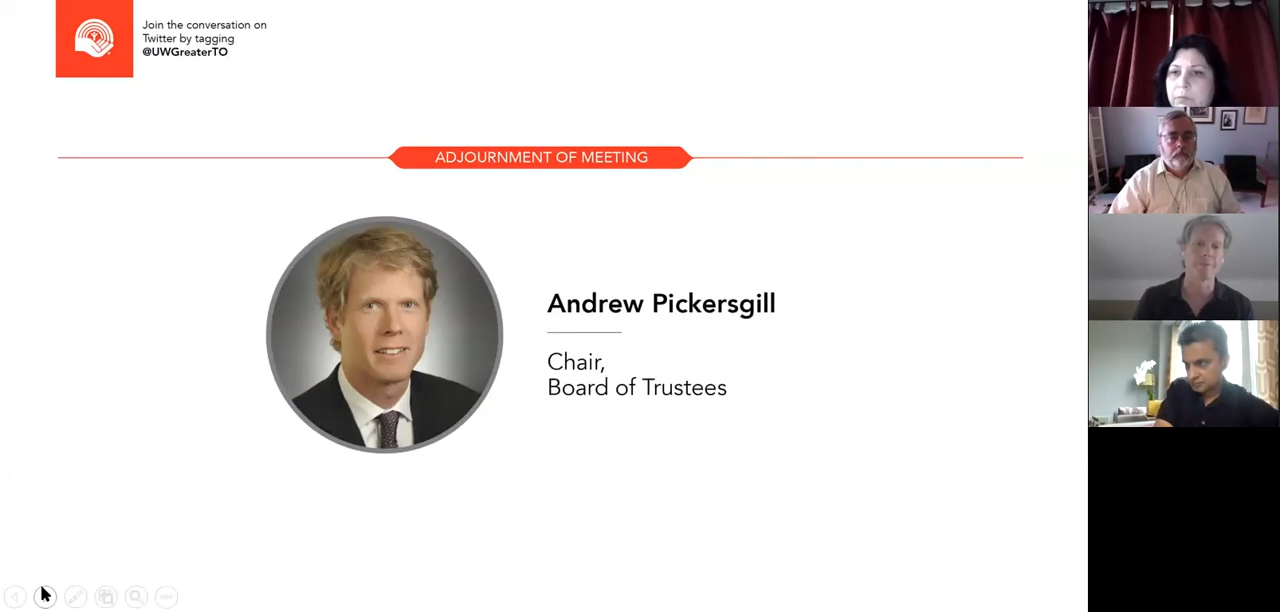 Join the conversation on
Twitter by tagging
@UWGreaterTO
ADJOURNMENT OF MEETING
Andrew Pickersgill
Chair,
Board of Trustees